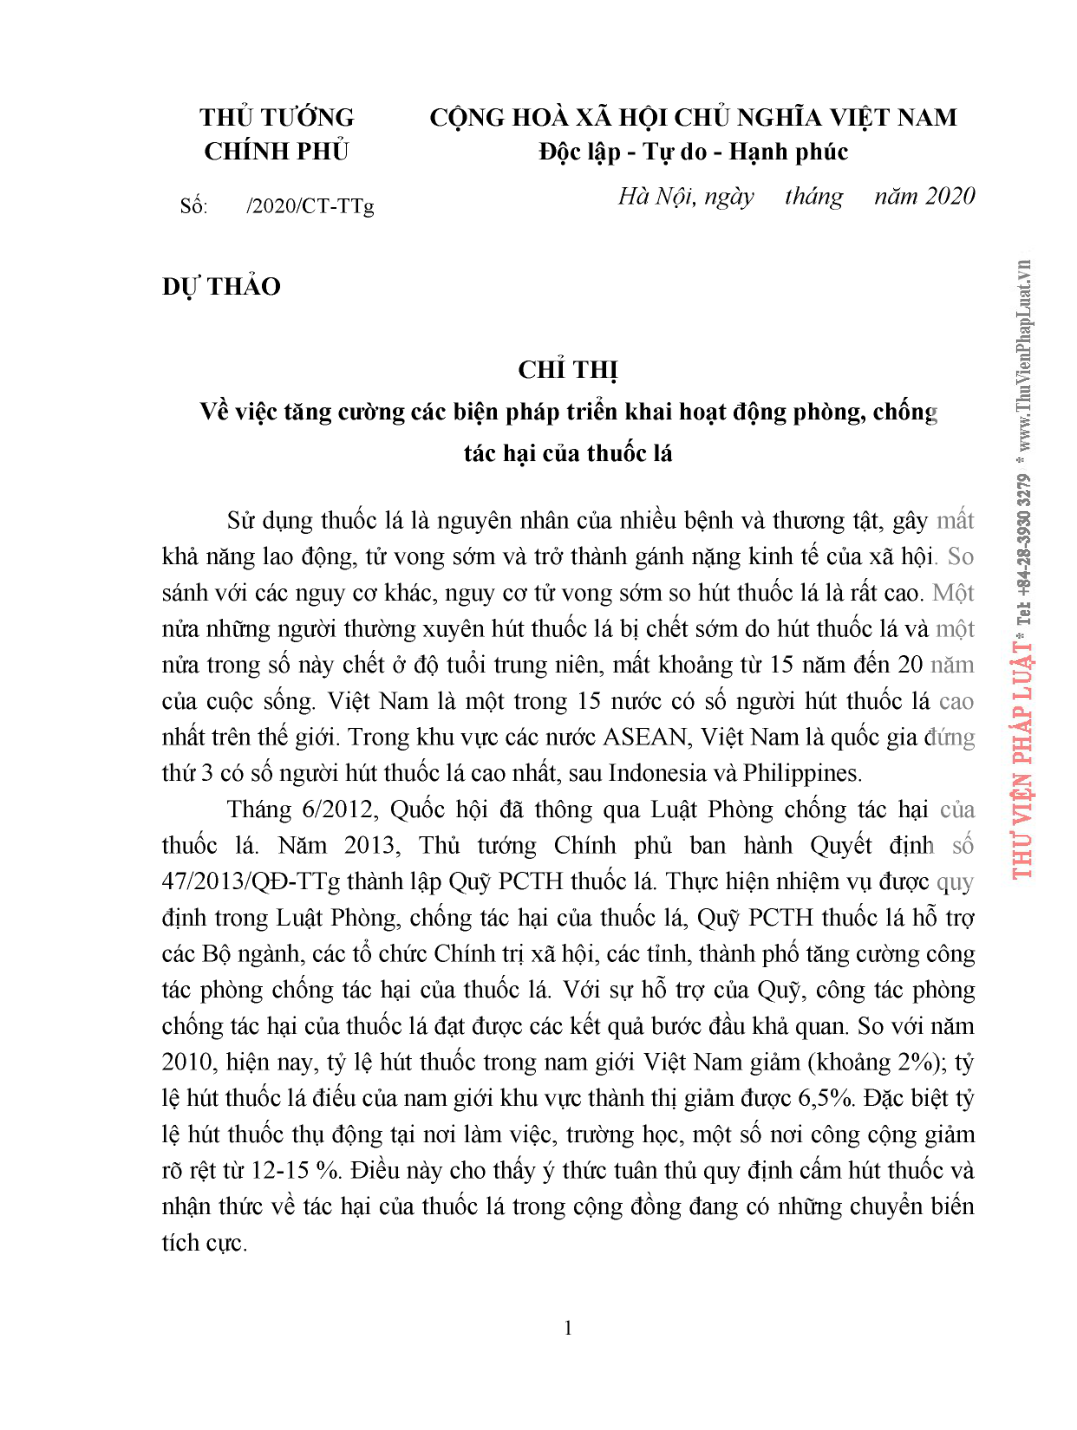 THỦ TƯỚNG
CHÍNH PHỦ
CỘNG HOÀ XÃ HỘI CHỦ NGHĨA VIỆT NAM
Độc lập - Tự do - Hạnh phúc
Số: /2020/CT-TTg
Hà Nội, ngày tháng năm 2020
DỰ THẢO
CHỈ THỊ
Về việc tăng cường các biện pháp triển khai hoạt động phòng, chống
tác hại của thuốc lá
Sử dụng thuốc lá là nguyên nhân của nhiều bệnh và thương tật, gây mất
khả năng lao động, tử vong sớm và trở thành gánh nặng kinh tế của xã hội. So
sánh với các nguy cơ khác, nguy cơ tử vong sớm so hút thuốc lá là rất cao. Một
nửa những người thường xuyên hút thuốc lá bị chết sớm do hút thuốc lá và một
nửa trong số này chết ở độ tuổi trung niên, mất khoảng từ 15 năm đến 20 năm
của cuộc sống. Việt Nam là một trong 15 nước có số người hút thuốc lá cao
nhất trên thế giới. Trong khu vực các nước ASEAN, Việt Nam là quốc gia đứng
thứ 3 có số người hút thuốc lá cao nhất, sau Indonesia và Philippines.
Tháng 6/2012, Quốc hội đã thông qua Luật Phòng chống tác hại của
thuốc lá. Năm 2013, Thủ tướng Chính phủ ban hành Quyết định số
47/2013/QĐ-TTg thành lập Quỹ PCTH thuốc lá. Thực hiện nhiệm vụ được quy
định trong Luật Phòng, chống tác hại của thuốc lá, Quỹ PCTH thuốc lá hỗ trợ
các Bộ ngành, các tổ chức Chính trị xã hội, các tỉnh, thành phố tăng cường công
tác phòng chống tác hại của thuốc lá. Với sự hỗ trợ của Quỹ, công tác phòng
chống tác hại của thuốc lá đạt được các kết quả bước đầu khả quan. So với năm
2010, hiện nay, tỷ lệ hút thuốc trong nam giới Việt Nam giảm (khoảng 2%); tỷ
lệ hút thuốc lá điếu của nam giới khu vực thành thị giảm được 6,5%. Đặc biệt tỷ
lệ hút thuốc thụ động tại nơi làm việc, trường học, một số nơi công cộng giảm
rõ rệt từ 12-15 %. Điều này cho thấy ý thức tuân thủ quy định cấm hút thuốc và
nhận thức về tác hại của thuốc lá trong cộng đồng đang có những chuyển biến
tích cực.
1
THƯ VIỆN PHÁP LUẬT * Tel: +84-28-3930 3279 * www.ThuVienPhapLuat.vn